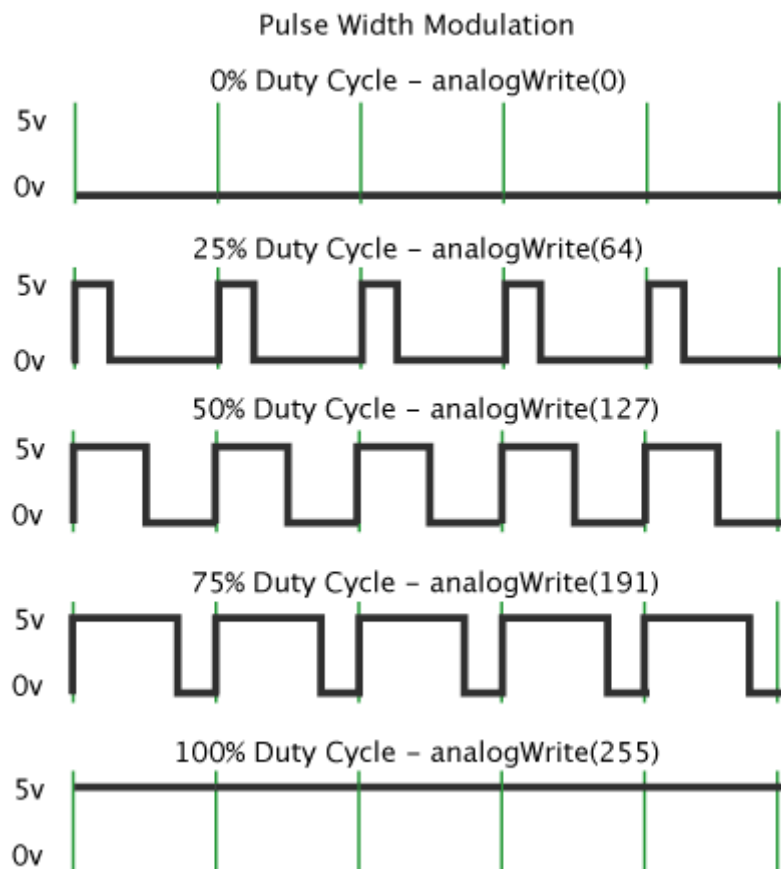 Pulse Width Modulation
0% Duty Cycle – analogWrite(0)
5v
0v
25% Duty Cycle – analogWrite(64)
5v
0v
50% Duty Cycle – analogWrite(127)
5v
0v
75% Duty Cycle – analogWrite(191)
5v
0v
100% Duty Cycle – analogWrite(255)
5v
0v